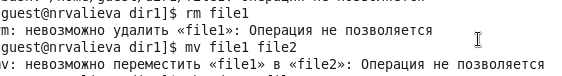 guest@nrvalieva dir1]$ rm file1
m: невозможно удалить «file1»: Операция не позволяется
guest@nrvalieva dir1]$ mv file1 file2
v: невозможно переместить «file1» в «file2»: Операция не позволяется